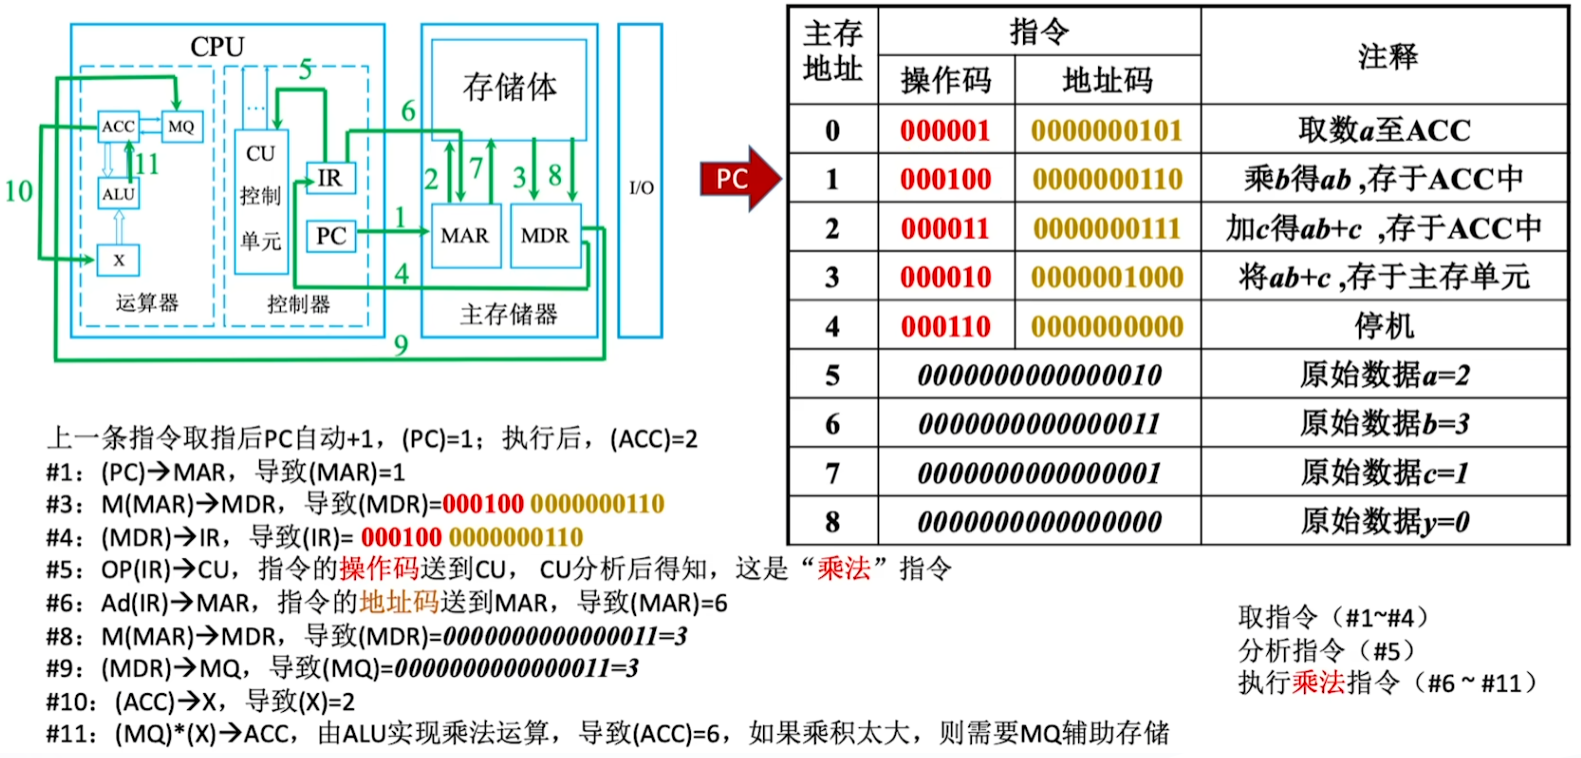 CPU
5
ACC
MQ
11
ALU
X
运算器
10
…
CU
控制
单元
IR
PC
控制器
6
1
4
9
存储体
2
7
3
8
MAR
MDR
主存储器
I/O
PC
主存地址 指令 注释
操作码 地址码
0 000001 0000000101 取数a至ACC
1 000100 0000000110 乘b得ab ,存于ACC中
2 000011 0000000111 加c得ab+c ,存于ACC中
3 000010 0000001000 将ab+c ,存于主存单元
4 000110 0000000000 停机
5 0000000000000010 原始数据a=2
6 0000000000000011 原始数据b=3
7 0000000000000001 原始数据c=1
8 0000000000000000 原始数据y=0
上一条指令取指后PC自动+1，(PC)=1；执行后，(ACC)=2
#1：(PC)→MAR，导致(MAR)=1
#3：M(MAR)→MDR，导致(MDR)=000100 0000000110
#4：(MDR)→IR，导致(IR)= 000100 0000000110
#5：OP(IR)→CU，指令的操作码送到CU， CU分析后得知，这是“乘法”指令
#6：Ad(IR)→MAR，指令的地址码送到MAR，导致(MAR)=6
#8：M(MAR)→MDR，导致(MDR)=0000000000000011=3
#9：(MDR)→MQ，导致(MQ)=0000000000000011=3
#10：(ACC)→X，导致(X)=2
#11：(MQ)*(X)→ACC，由ALU实现乘法运算，导致(ACC)=6，如果乘积太大，则需要MQ辅助存储
取指令（#1~#4）
分析指令（#5）
执行乘法指令（#6 ~ #11）